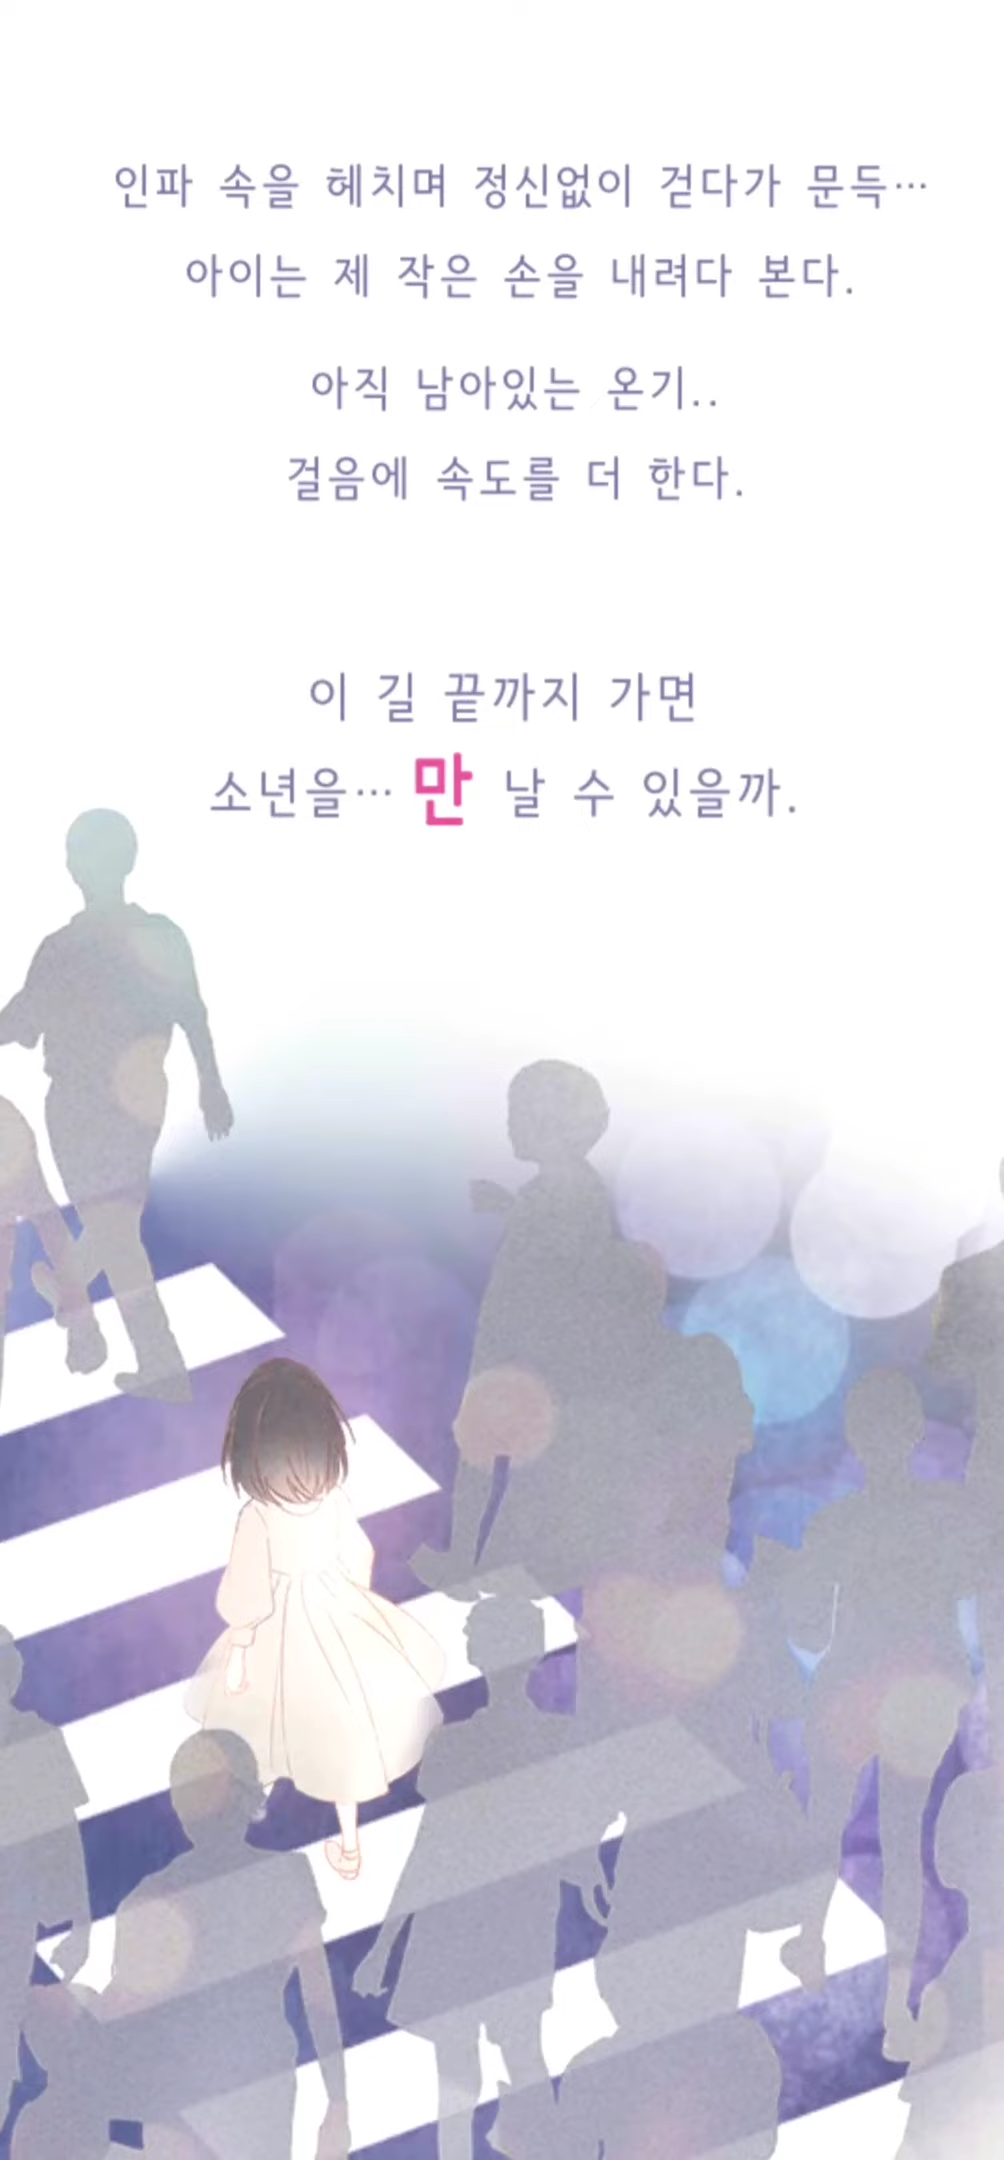 인파 속을 헤치며 정신없이 걷다가 문득…
아이는 제 작은 손을 내려다 본다.
아직 남아있는 온기..
걸음에 속도를 더 한다.
이 길 끝까지 가면
소년을… 만 날 수 있을까.